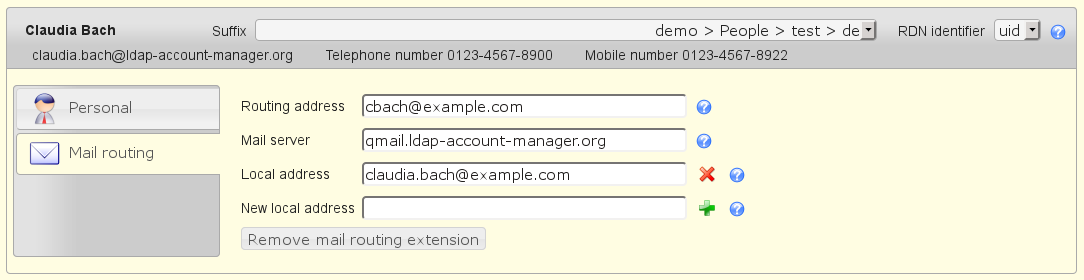 Claudia Bach Suffix demo > People > test > de RDN identifier uid
claudia.bach@ldap-account-manager.org Telephone number 0123-4567-8900 Mobile number 0123-4567-8922
Personal
Mail routing
Routing address cbach@example.com
Mail server qmail.ldap-account-manager.org
Local address claudia.bach@example.com
New local address
Remove mail routing extension